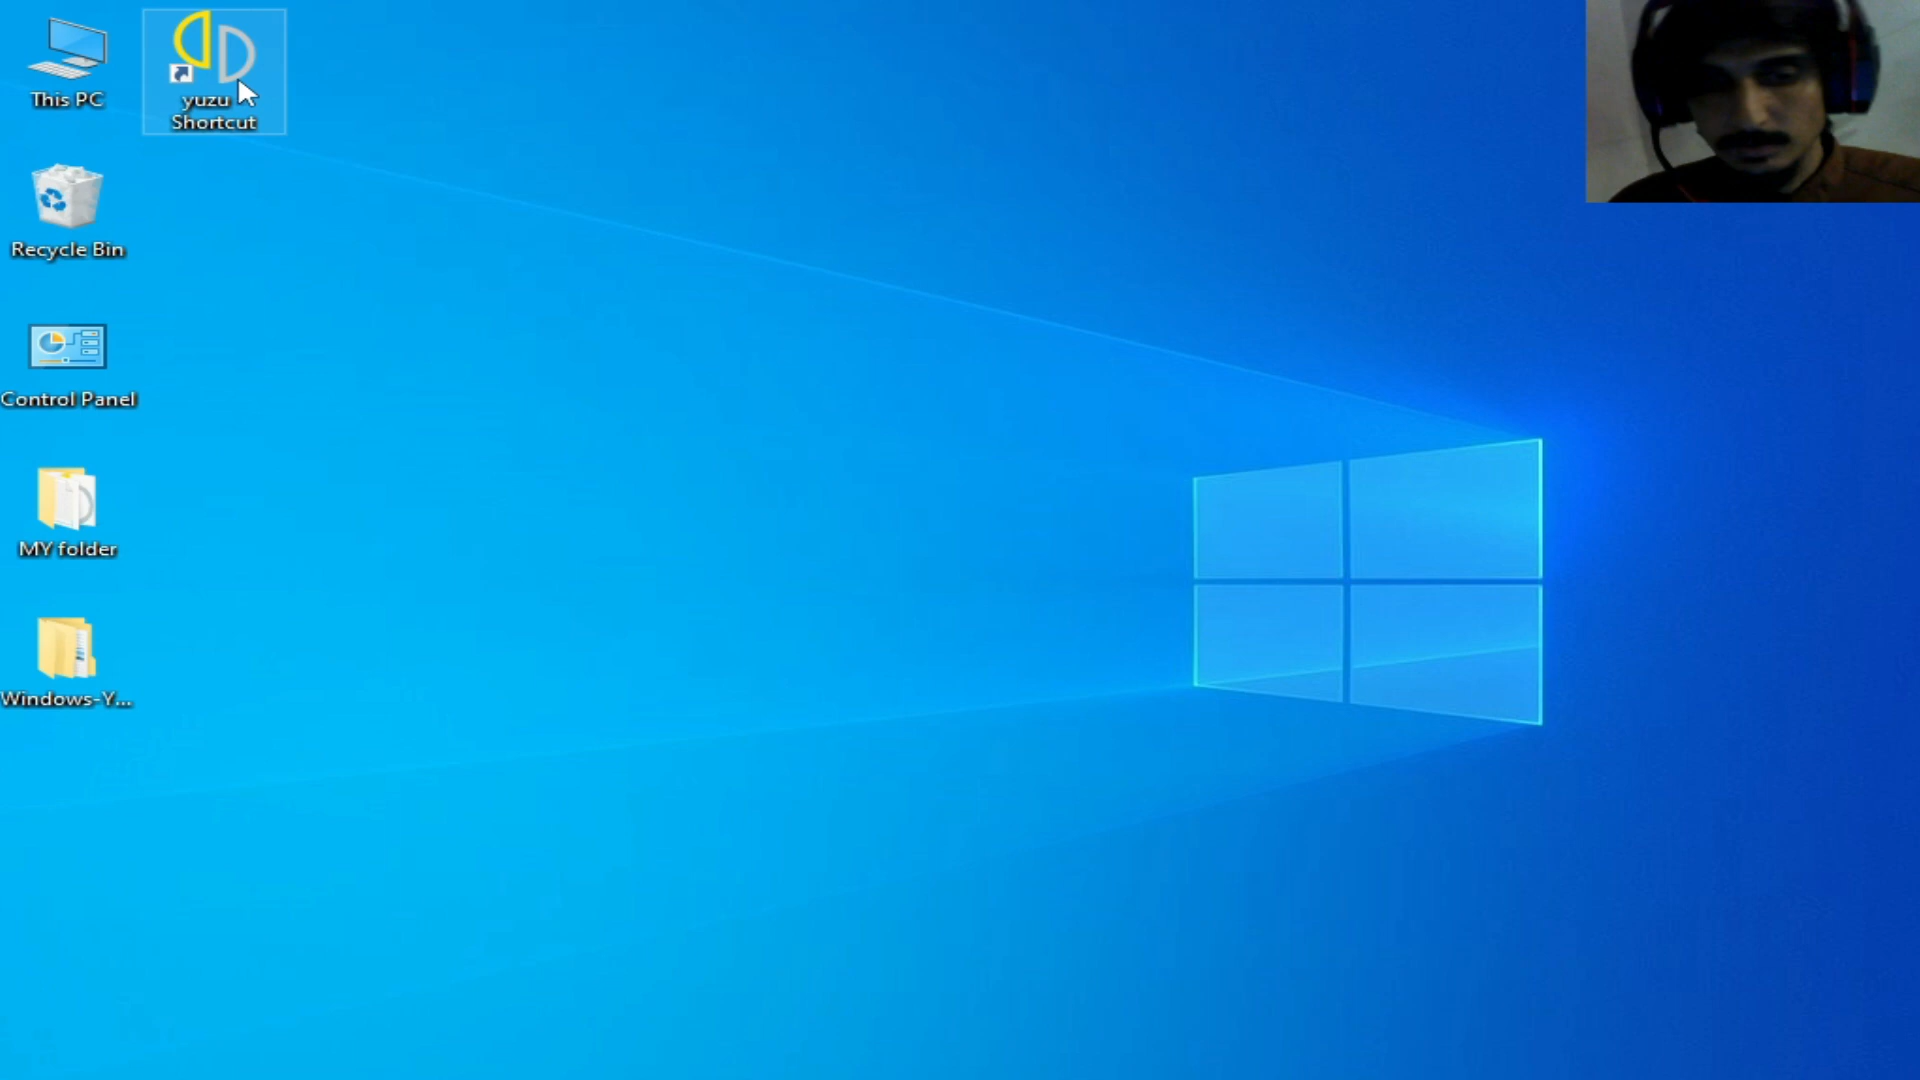 This PC
yuzu
Shortcut
Recycle Bin
Control Panel
MY folder
Windows-Y...